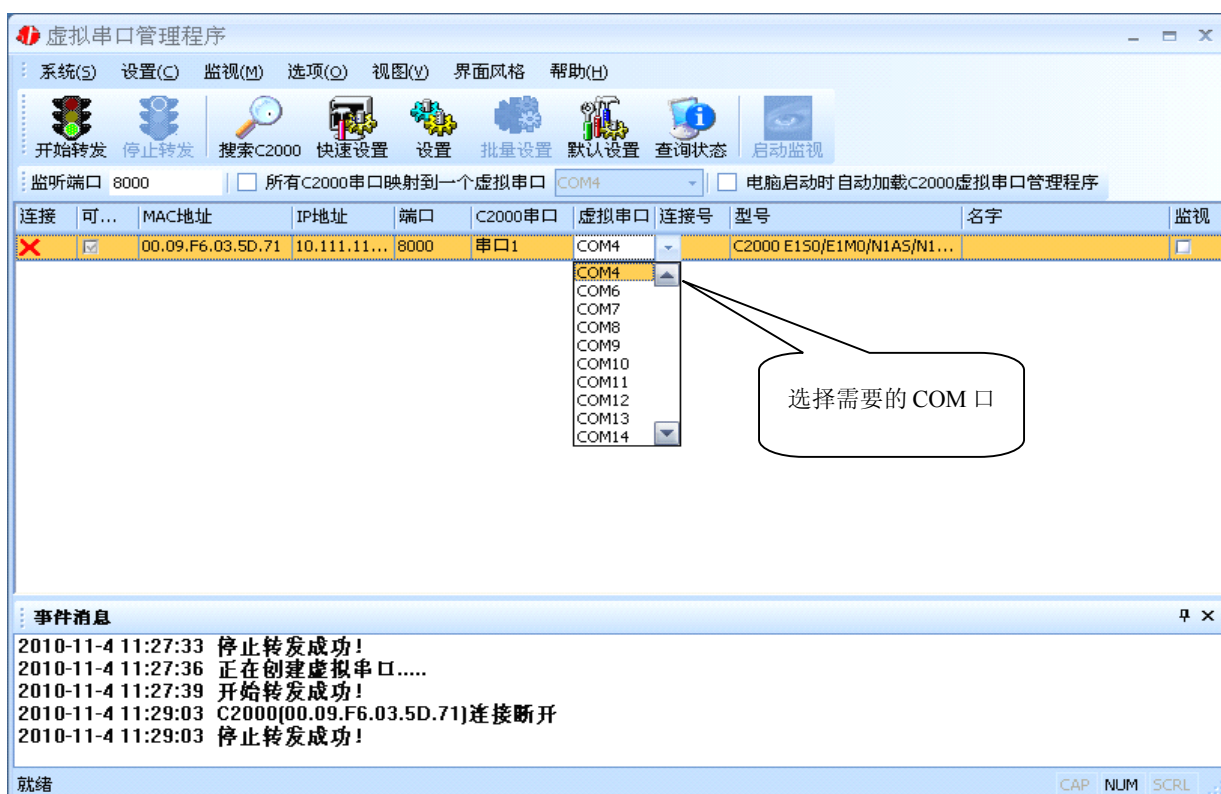 虚拟串口管理程序
系统(S) 设置(C) 监视(M) 选项(O) 视图(V) 界面风格 帮助(H)
开始转发 停止转发 搜索C2000 快速设置 设置 批量设置 默认设置 查询状态 启动监视
监听端口 8000 所有C2000串口映射到一个虚拟串口 COM4 电脑启动时自动加载C2000虚拟串口管理程序
连接 可... MAC地址 IP地址 端口 C2000串口 虚拟串口 连接号 型号 名字 监视
00.09.F6.03.5D.71 10.111.11... 8000 串口1 COM4 C2000 E1S0/E1M0/N1AS/N1...
COM4
COM6
COM7
COM8
COM9
COM10
COM11
COM12
COM13
COM14
选择需要的 COM 口
事件消息
2010-11-4 11:27:33 停止转发成功!
2010-11-4 11:27:36 正在创建虚拟串口.....
2010-11-4 11:27:39 开始转发成功!
2010-11-4 11:29:03 C2000[00.09.F6.03.5D.71]连接断开
2010-11-4 11:29:03 停止转发成功!
就绪 CAP NUM SCRL